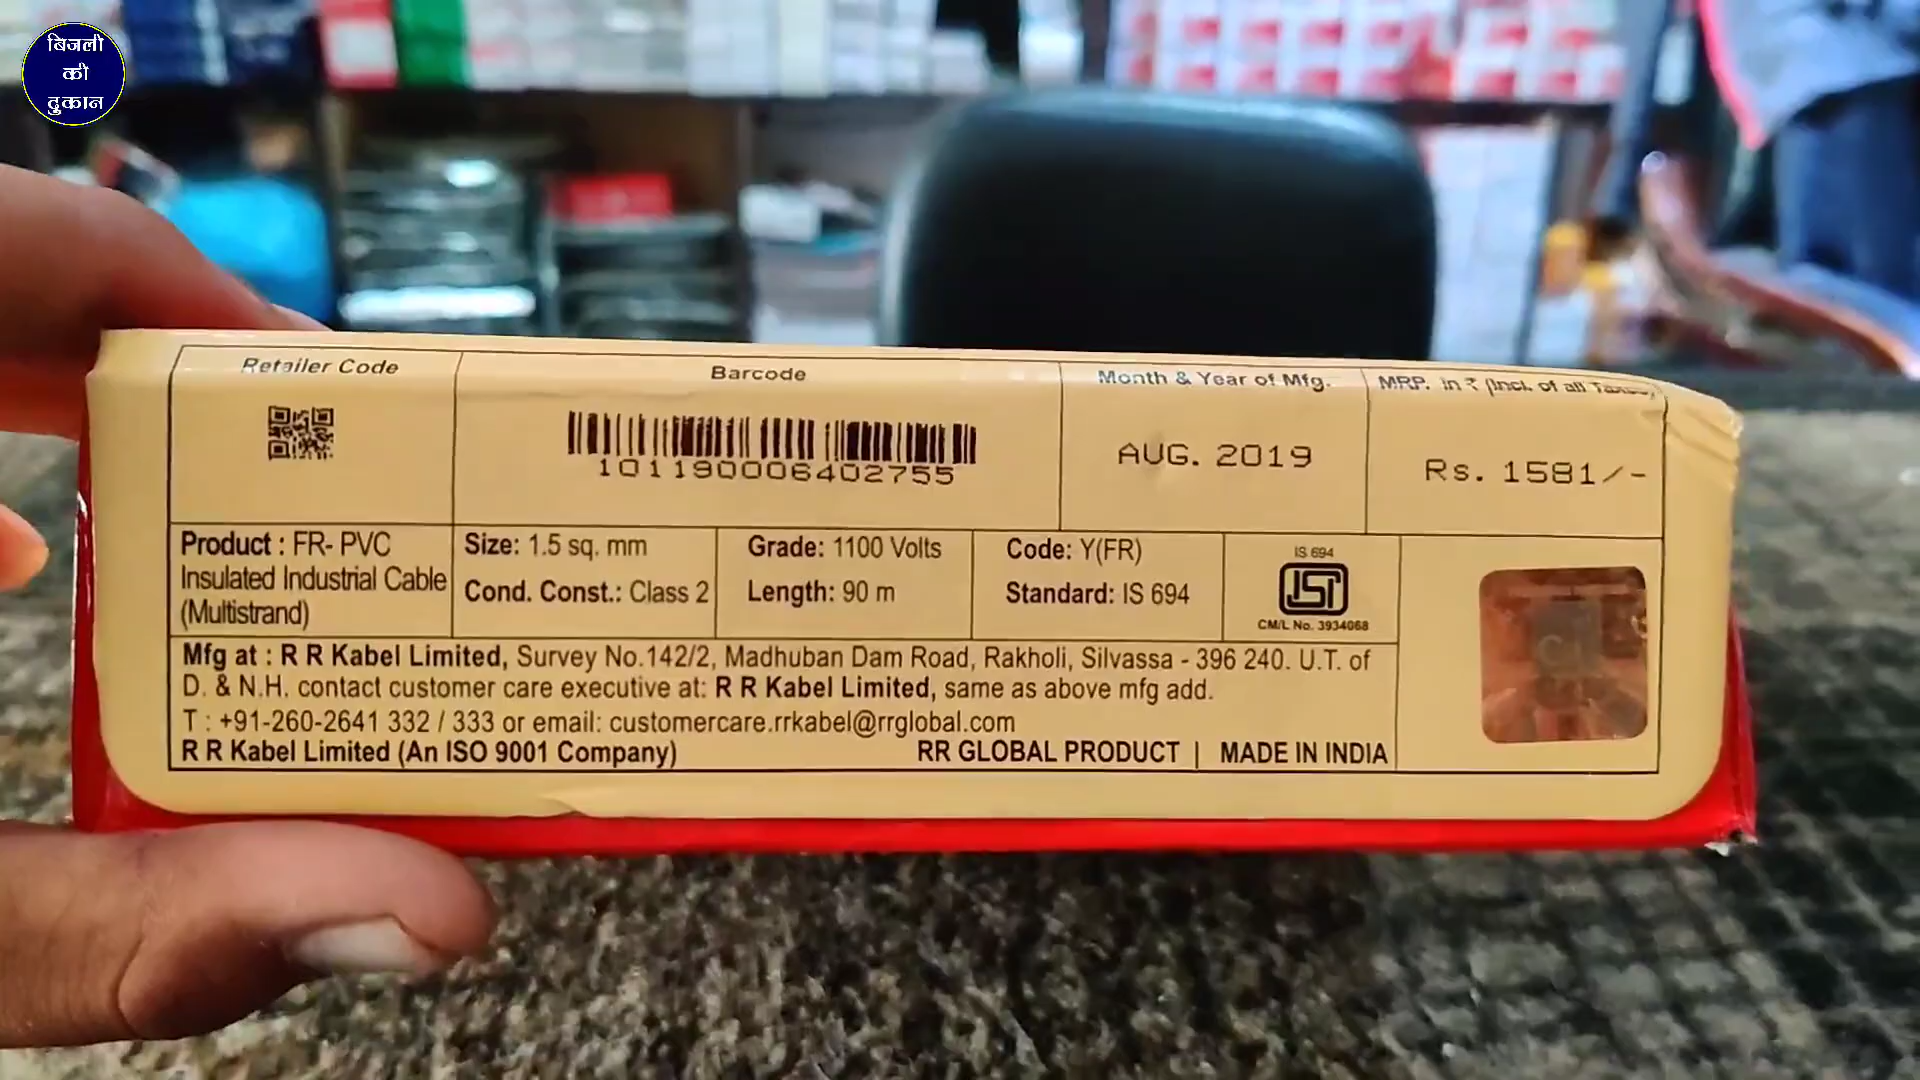 बिजली
की
दुकान
Retailer Code
Barcode
Month & Year of Mfg.
MRP. in ₹ (Incl. of all Taxes)
101190006402755
AUG. 2019
Rs. 1581/-
Product : FR- PVC
Insulated Industrial Cable
(Multistrand)
Size: 1.5 sq. mm
Cond. Const.: Class 2
Grade: 1100 Volts
Length: 90 m
Code: Y(FR)
Standard: IS 694
IS 694
ISI
CM/L No. 3934068
Mfg at : R R Kabel Limited, Survey No.142/2, Madhuban Dam Road, Rakholi, Silvassa - 396 240. U.T. of
D. & N.H. contact customer care executive at: R R Kabel Limited, same as above mfg add.
T : +91-260-2641 332 / 333 or email: customercare.rrkabel@rrglobal.com
R R Kabel Limited (An ISO 9001 Company)
RR GLOBAL PRODUCT | MADE IN INDIA